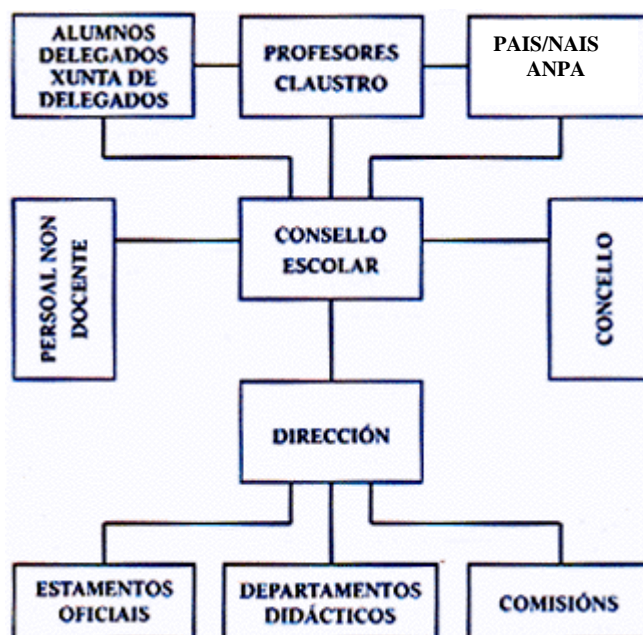 ALUMNOS
DELEGADOS
XUNTA DE
DELEGADOS
PROFESORES
CLAUSTRO
PAIS/NAIS
ANPA
PERSOAL NON
DOCENTE
CONSELLO
ESCOLAR
CONCELLO
DIRECCIÓN
ESTAMENTOS
OFICIAIS
DEPARTAMENTOS
DIDÁCTICOS
COMISIÓNS